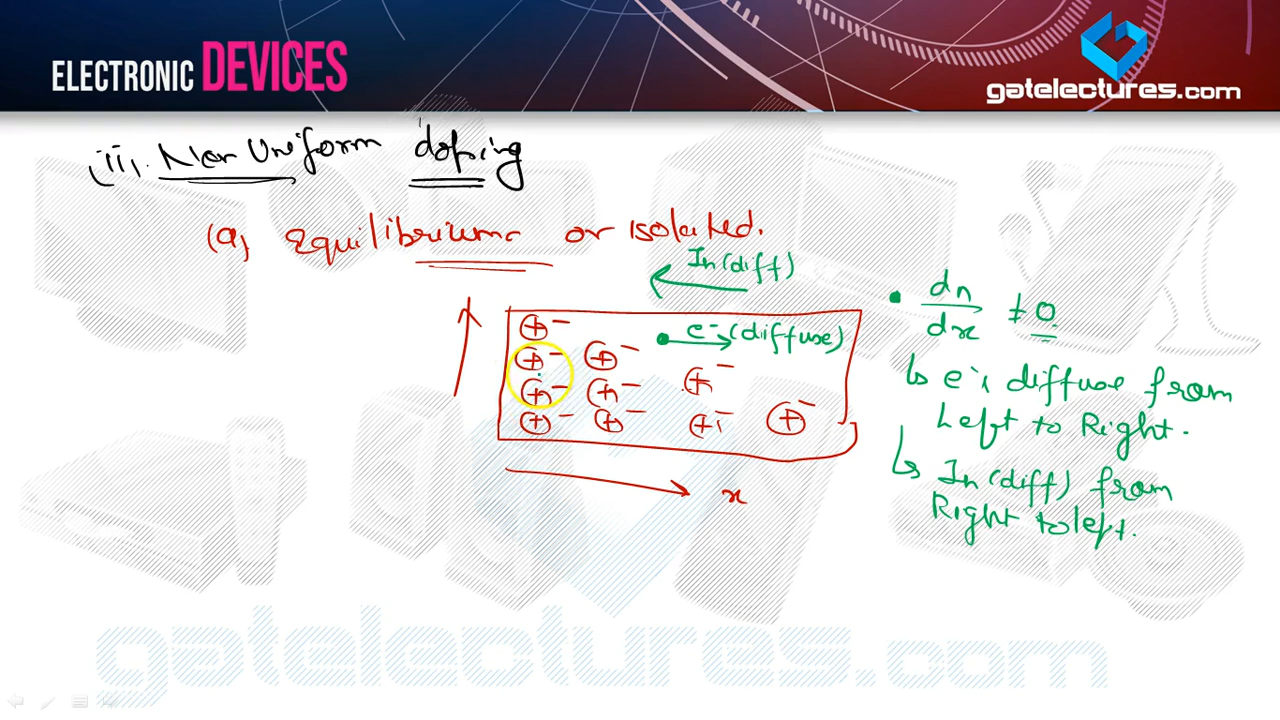 ELECTRONIC DEVICES
gatelectures.com
(ii), Non Uniform doping
(a) Equilibrium or isolated.
In(diff)
e- (diffuse)
⊕- 
⊕- ⊕-
⊕- ⊕- ⊕-
⊕- ⊕- ⊕- ⊕-
x
• dn/dx ≠ 0
↳ e-'s diffuse from
Left to Right.
↳ In(diff) from
Right to left.
gatelectures.com